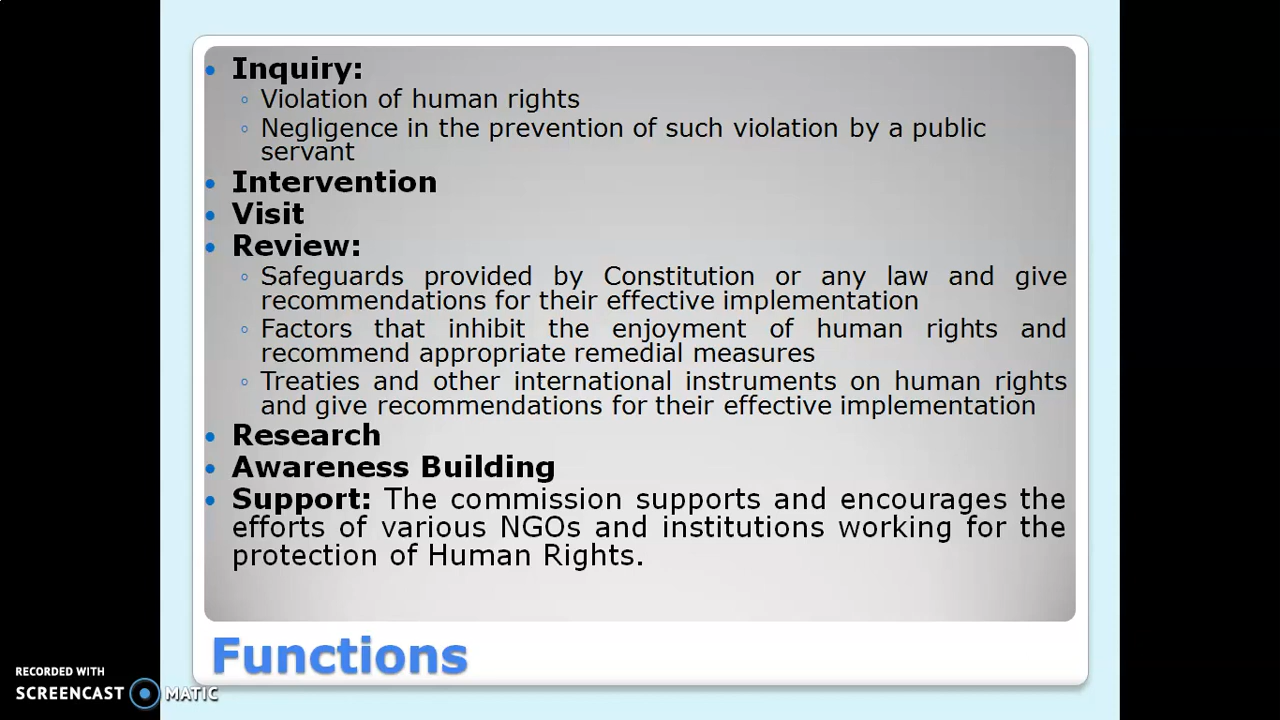 Inquiry:
Violation of human rights
Negligence in the prevention of such violation by a public
servant
Intervention
Visit
Review:
Safeguards provided by Constitution or any law and give
recommendations for their effective implementation
Factors that inhibit the enjoyment of human rights and
recommend appropriate remedial measures
Treaties and other international instruments on human rights
and give recommendations for their effective implementation
Research
Awareness Building
Support: The commission supports and encourages the
efforts of various NGOs and institutions working for the
protection of Human Rights.
Functions
RECORDED WITH
SCREENCAST MATIC